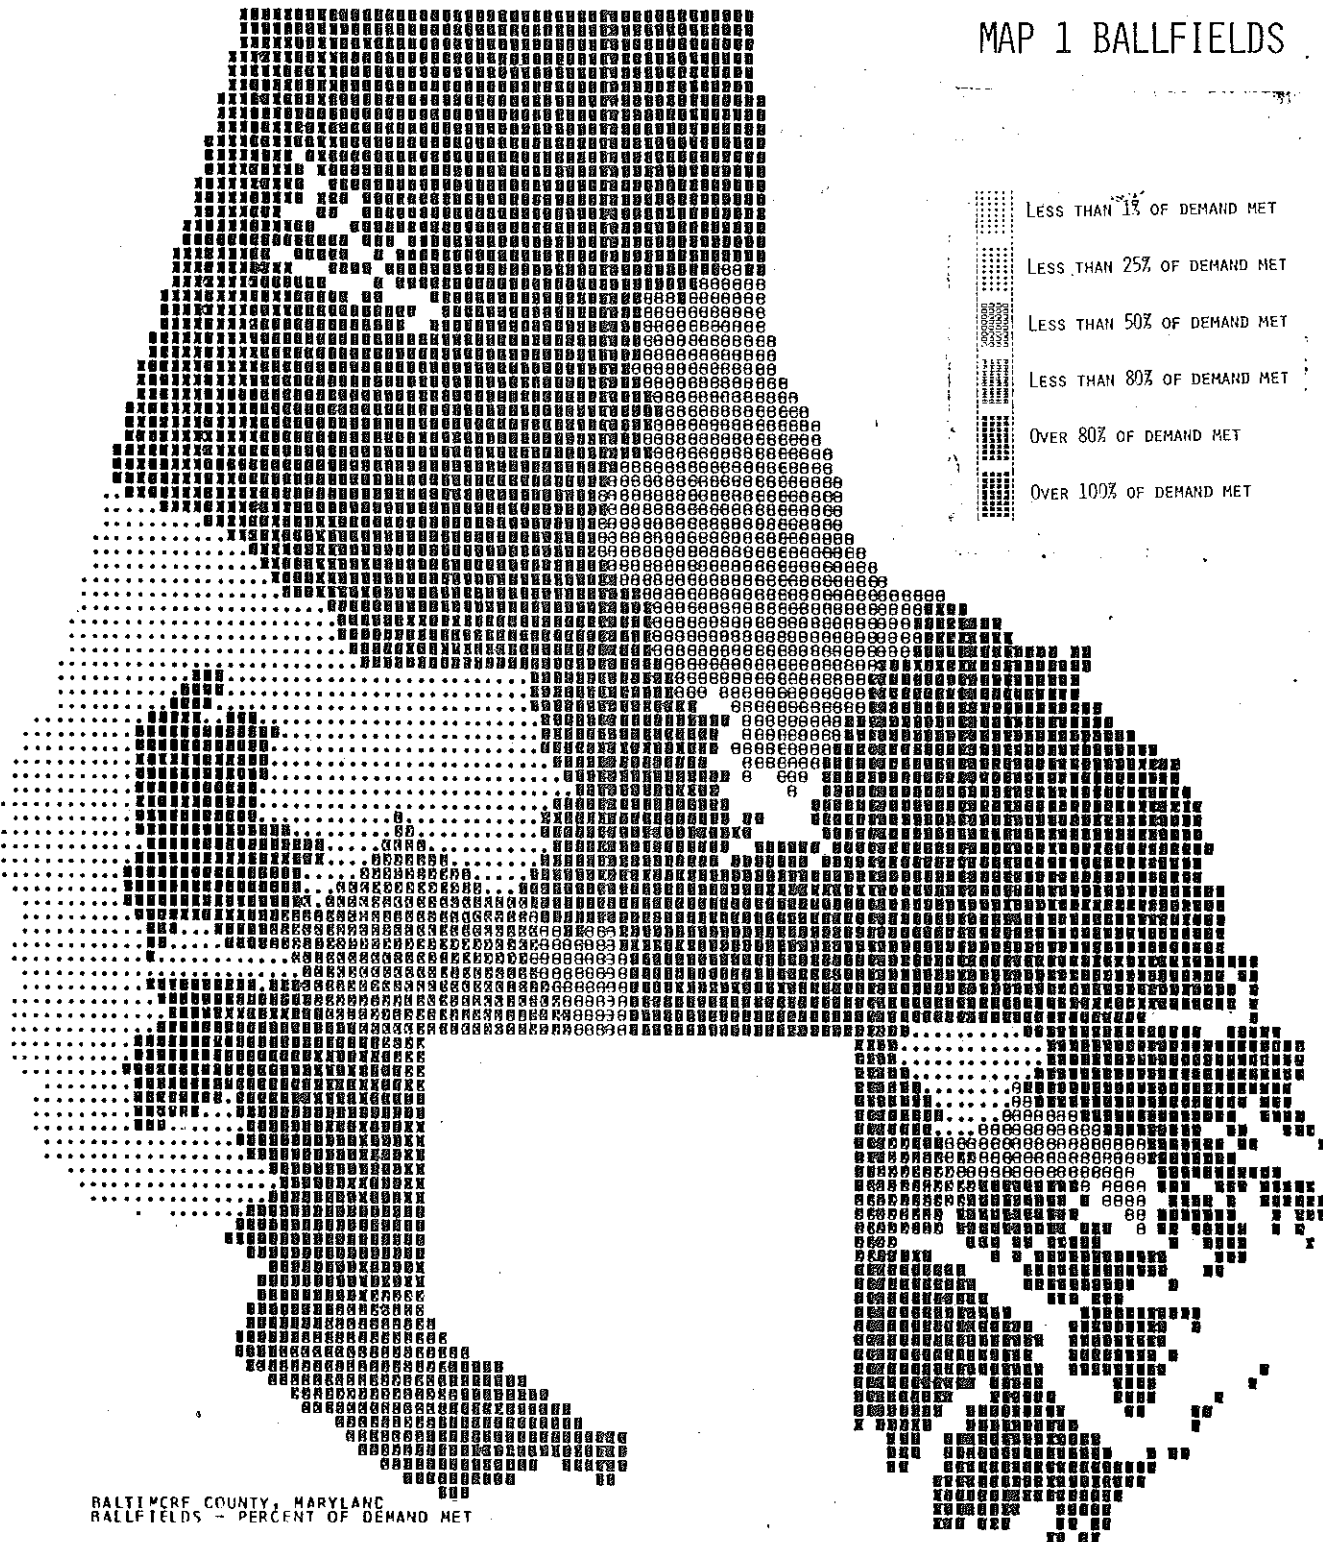 MAP 1 BALLFIELDS
LESS THAN 1% OF DEMAND MET
LESS THAN 25% OF DEMAND MET
LESS THAN 50% OF DEMAND MET
LESS THAN 80% OF DEMAND MET
OVER 80% OF DEMAND MET
OVER 100% OF DEMAND MET
BALTIMORE COUNTY, MARYLAND
BALLFIELDS - PERCENT OF DEMAND MET